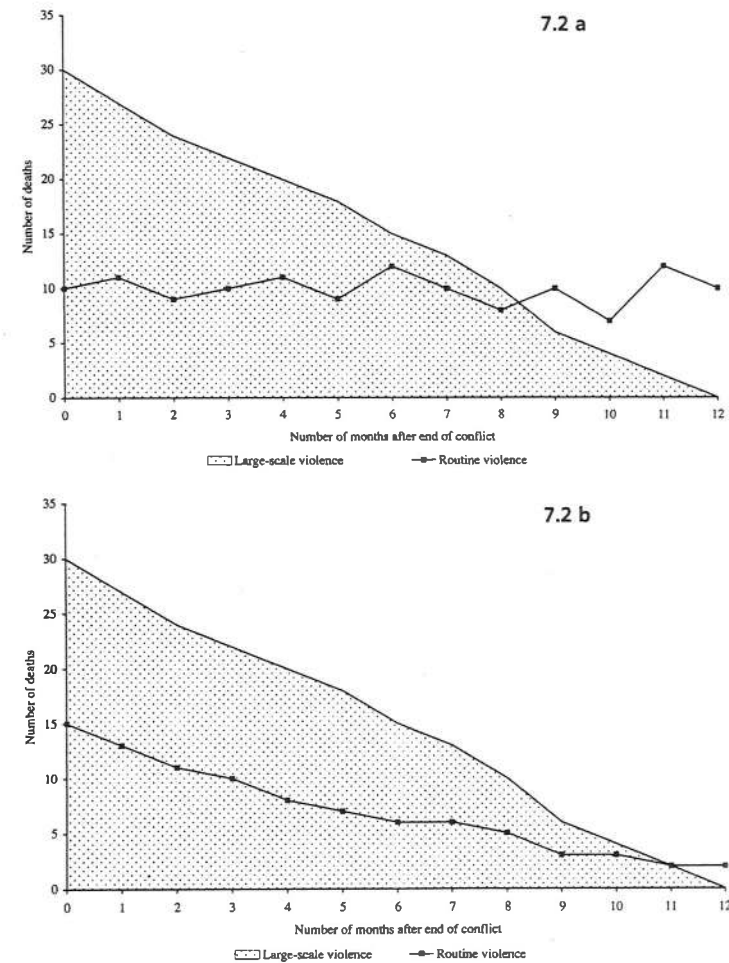 7.2 a
35
30
25
20
15
10
5
0
Number of deaths
0 1 2 3 4 5 6 7 8 9 10 11 12
Number of months after end of conflict
Large-scale violence Routine violence
7.2 b
35
30
25
20
15
10
5
0
Number of deaths
0 1 2 3 4 5 6 7 8 9 10 11 12
Number of months after end of conflict
Large-scale violence Routine violence